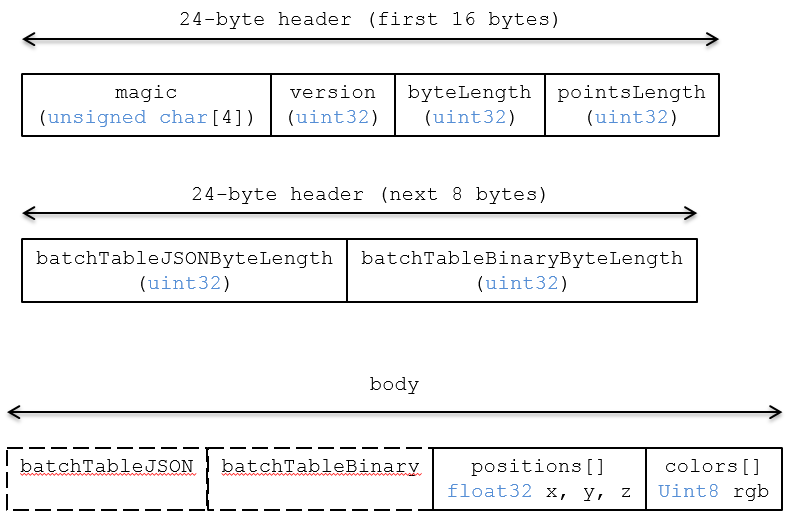 24-byte header (first 16 bytes)
magic
(unsigned char[4])
version
(uint32)
byteLength
(uint32)
pointsLength
(uint32)
24-byte header (next 8 bytes)
batchTableJSONByteLength
(uint32)
batchTableBinaryByteLength
(uint32)
body
batchTableJSON
batchTableBinary
positions[]
float32 x, y, z
colors[]
Uint8 rgb